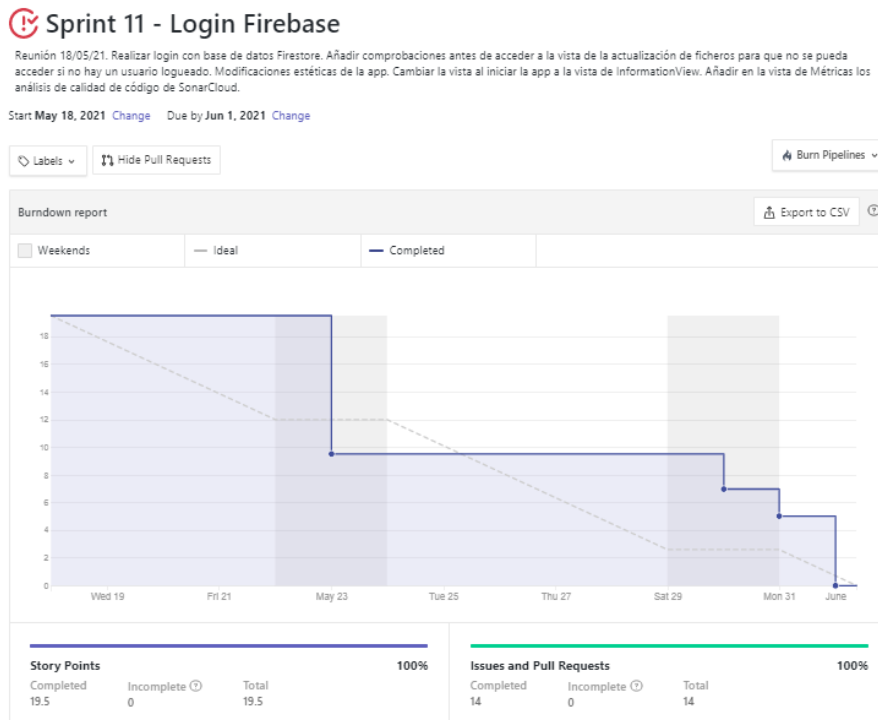 Sprint 11 - Login Firebase
Reunión 18/05/21. Realizar login con base de datos Firestore. Añadir comprobaciones antes de acceder a la vista de la actualización de ficheros para que no se pueda
acceder si no hay un usuario logueado. Modificaciones estéticas de la app. Cambiar la vista al iniciar la app a la vista de InformationView. Añadir en la vista de Métricas los
análisis de calidad de código de SonarCloud.
Start May 18, 2021 Change Due by Jun 1, 2021 Change
Labels Hide Pull Requests Burn Pipelines
Burndown report Export to CSV
Weekends Ideal Completed
18
16
14
12
10
8
6
4
2
0
Wed 19 Fri 21 May 23 Tue 25 Thu 27 Sat 29 Mon 31 June
Story Points 100% Issues and Pull Requests 100%
Completed Incomplete Total Completed Incomplete Total
19.5 0 19.5 14 0 14